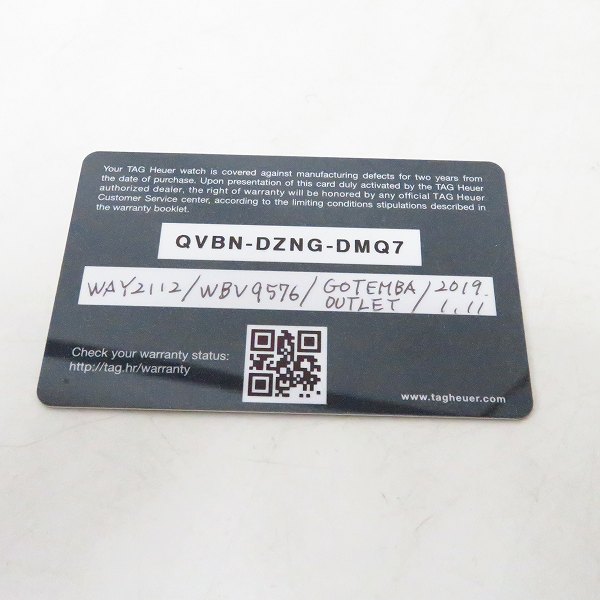 Your TAG Heuer watch is covered against manufacturing defects for two years from
the date of purchase. Upon presentation of this card duly activated by the TAG Heuer
authorized dealer, the right of warranty will be honored by any official TAG Heuer
Customer Service center, according to the limiting conditions stipulations described in
the warranty booklet.
QVBN-DZNG-DMQ7
WAY2112/WBV9576/GOTEMBA OUTLET/2019.1.11
Check your warranty status:
http://tag.hr/warranty
www.tagheuer.com